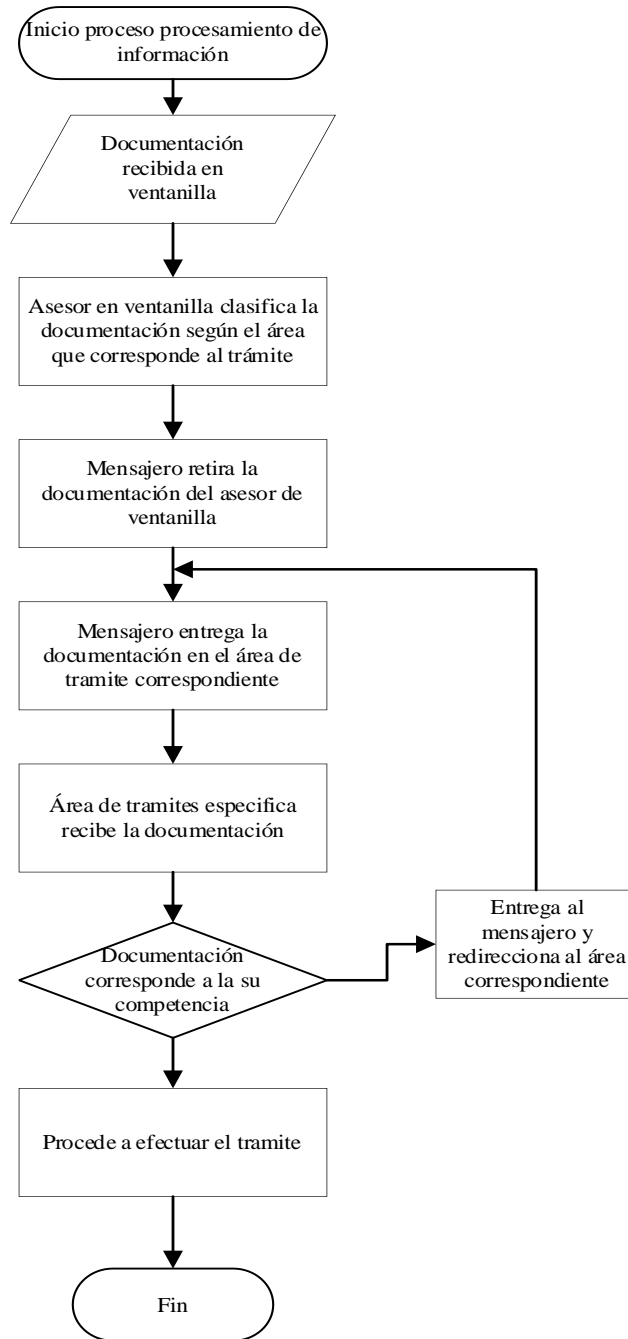 Inicio proceso procesamiento de
información
Documentación
recibida en
ventanilla
Asesor en ventanilla clasifica la
documentación según el área
que corresponde al trámite
Mensajero retira la
documentación del asesor de
ventanilla
Mensajero entrega la
documentación en el área de
tramite correspondiente
Área de tramites especifica
recibe la documentación
Documentación
corresponde a la su
competencia
Entrega al
mensajero y
redirecciona al área
correspondiente
Procede a efectuar el tramite
Fin